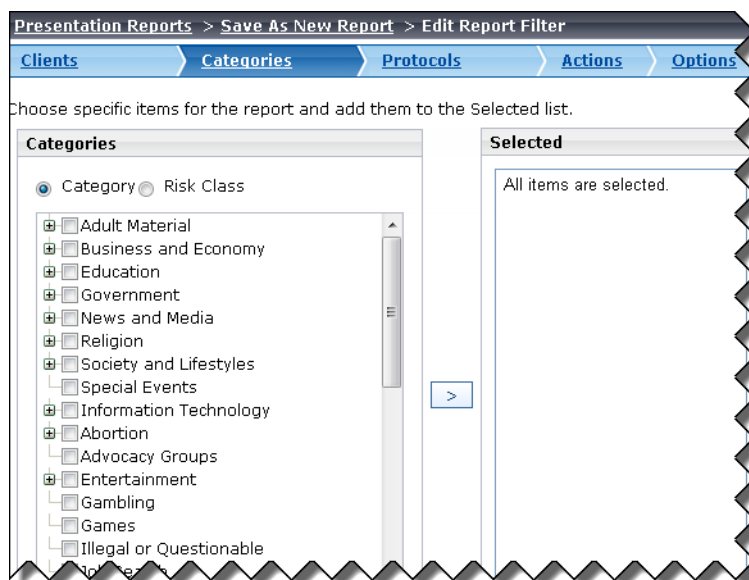 Presentation Reports > Save As New Report > Edit Report Filter
Clients Categories Protocols Actions Options
Choose specific items for the report and add them to the Selected list.
Categories
Selected
Category Risk Class
All items are selected.
Adult Material
Business and Economy
Education
Government
News and Media
Religion
Society and Lifestyles
Special Events
>
Information Technology
Abortion
Advocacy Groups
Entertainment
Gambling
Games
Illegal or Questionable
Job Search